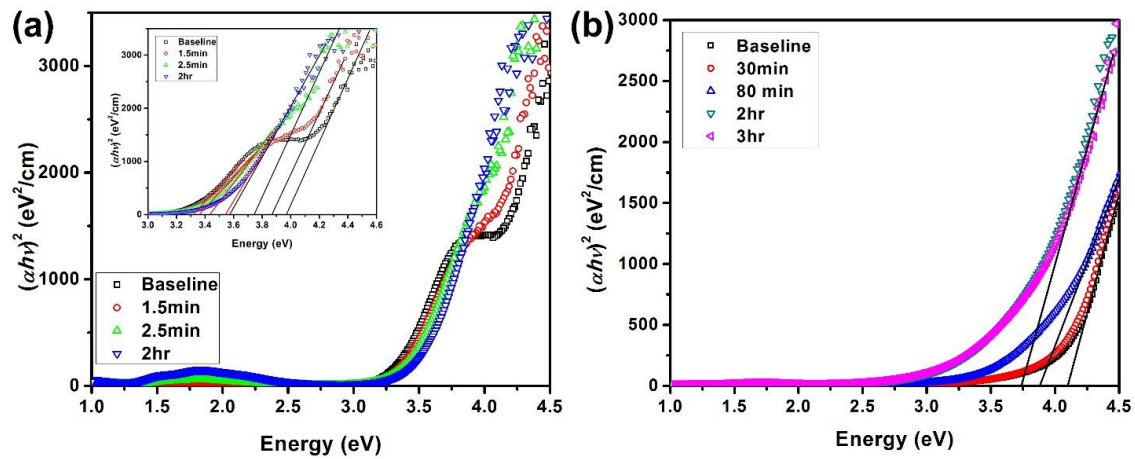 (a)
(αhν)² (eV²/cm)
3000
2000
1000
0
1.0 1.5 2.0 2.5 3.0 3.5 4.0 4.5
Energy (eV)
Baseline
1.5min
2.5min
2hr
(αhν)² (eV²/cm)
3500
3000
2500
2000
1500
1000
500
0
3.0 3.2 3.4 3.6 3.8 4.0 4.2 4.4 4.6
Energy (eV)
Baseline
1.5min
2.5min
2hr
(b)
(αhν)² (eV²/cm)
3000
2500
2000
1500
1000
500
0
1.0 1.5 2.0 2.5 3.0 3.5 4.0 4.5
Energy (eV)
Baseline
30min
80 min
2hr
3hr